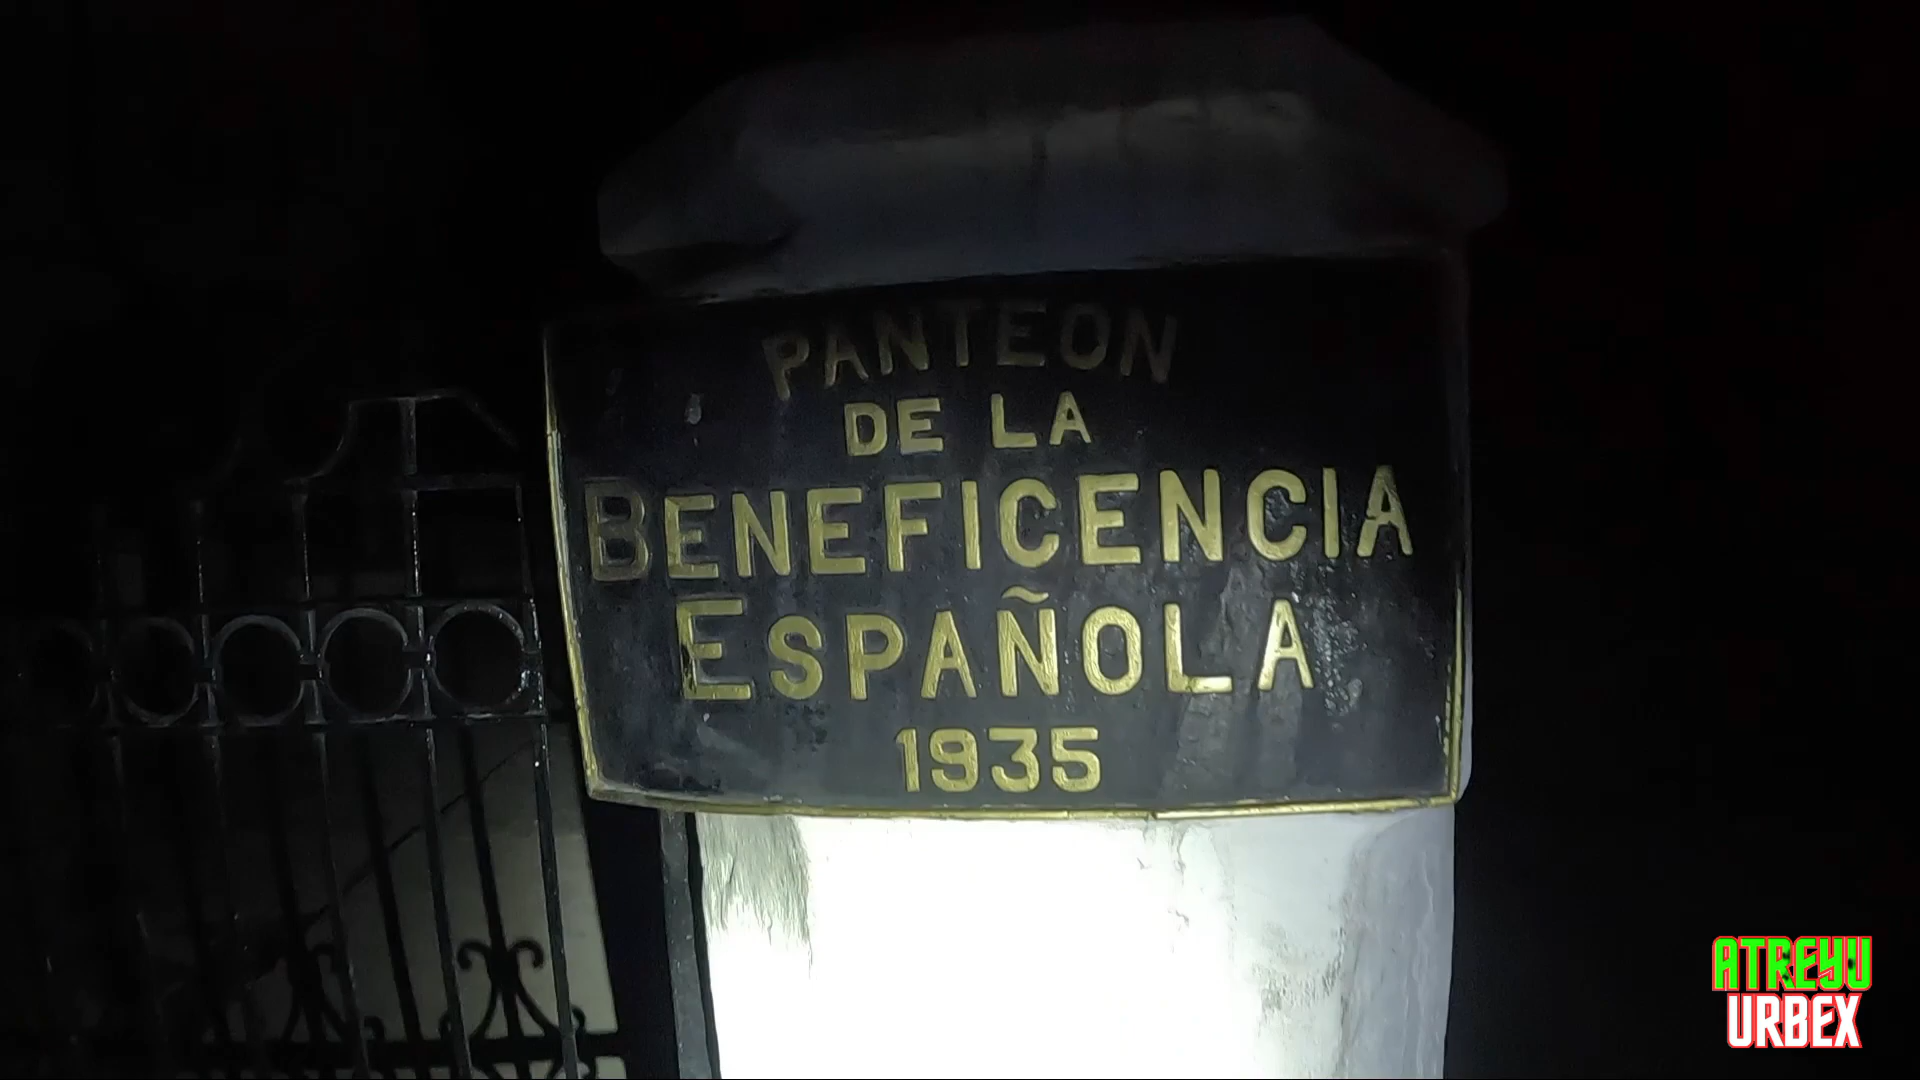 PANTEON
DE LA
BENEFICENCIA
ESPAÑOLA
1935
ATREYU
URBEX